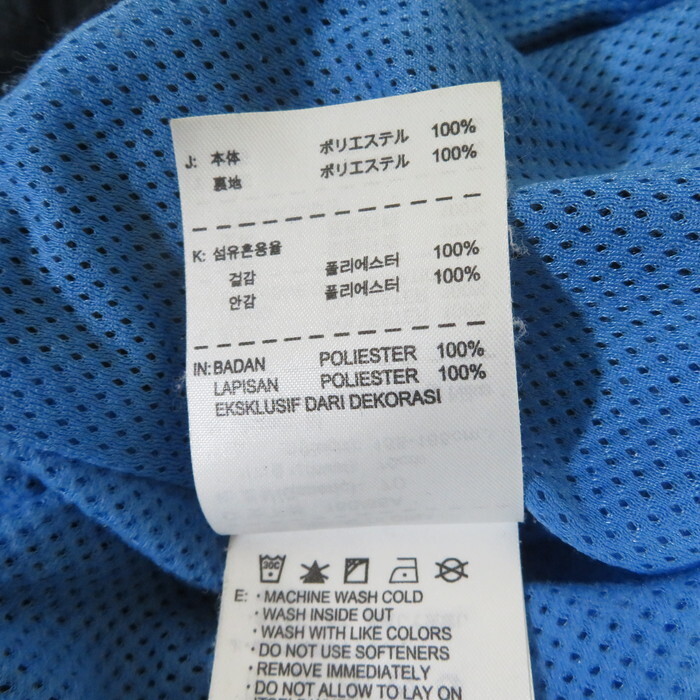 J: 本体 ポリエステル 100%
裏地 ポリエステル 100%
K: 섬유혼용율
겉감 폴리에스터 100%
안감 폴리에스터 100%
IN: BADAN POLIESTER 100%
LAPISAN POLIESTER 100%
EKSKLUSIF DARI DEKORASI
30C
E: · MACHINE WASH COLD
· WASH INSIDE OUT
· WASH WITH LIKE COLORS
· DO NOT USE SOFTENERS
· REMOVE IMMEDIATELY
· DO NOT ALLOW TO LAY ON